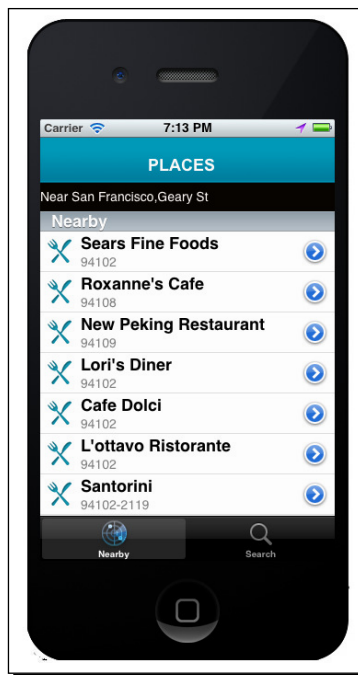 Carrier 7:13 PM
PLACES
Near San Francisco,Geary St
Nearby
Sears Fine Foods
94102
Roxanne's Cafe
94108
New Peking Restaurant
94109
Lori's Diner
94102
Cafe Dolci
94102
L'ottavo Ristorante
94102
Santorini
94102-2119
Nearby Search